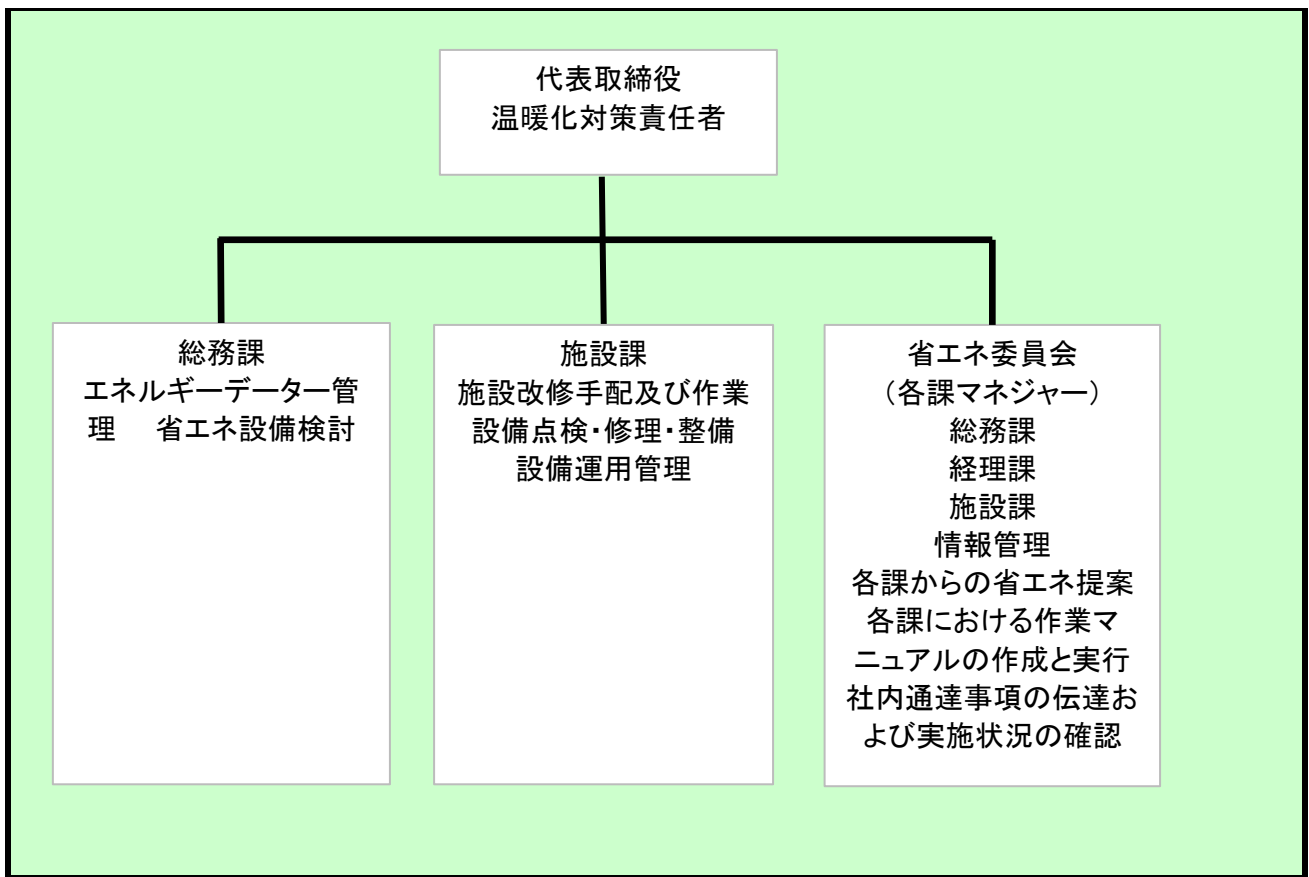 代表取締役
温暖化対策責任者
総務課
エネルギーデーター管
理　省エネ設備検討
施設課
施設改修手配及び作業
設備点検・修理・整備
設備運用管理
省エネ委員会
（各課マネジャー）
総務課
経理課
施設課
情報管理
各課からの省エネ提案
各課における作業マ
ニュアルの作成と実行
社内通達事項の伝達お
よび実施状況の確認